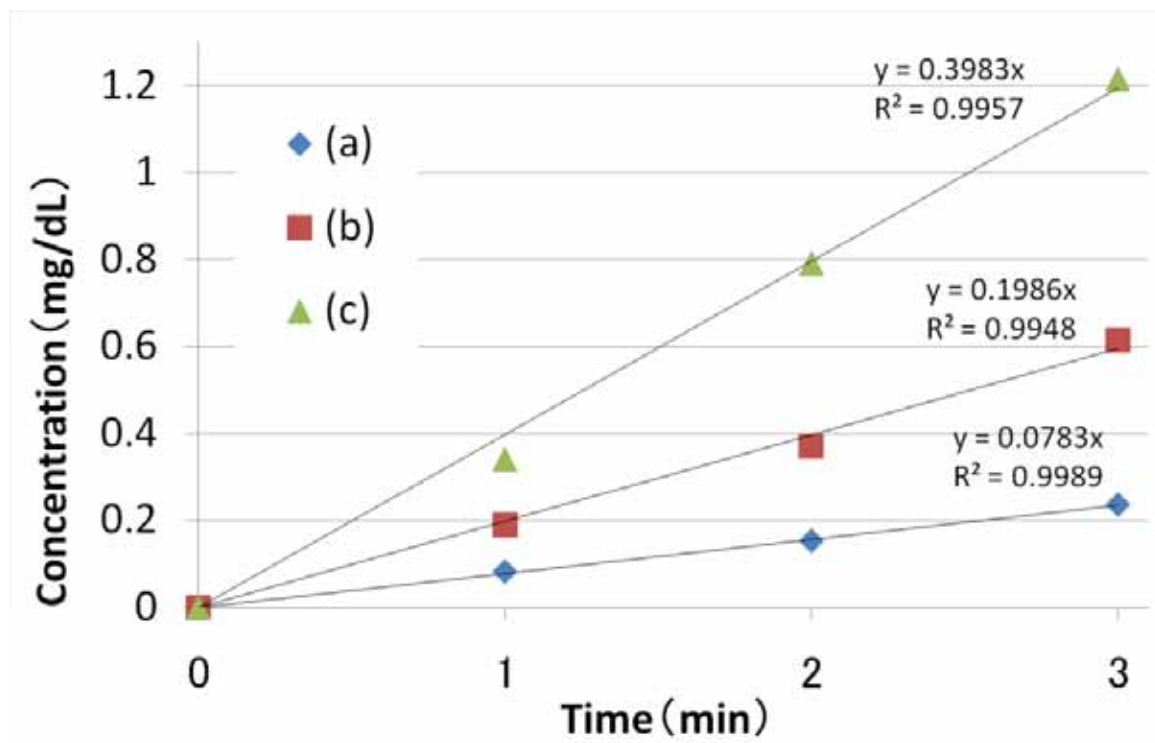 Concentration（mg/dL）
1.2
1
0.8
0.6
0.4
0.2
0
(a)
(b)
(c)
y = 0.3983x
R² = 0.9957
y = 0.1986x
R² = 0.9948
y = 0.0783x
R² = 0.9989
0 1 2 3
Time（min）